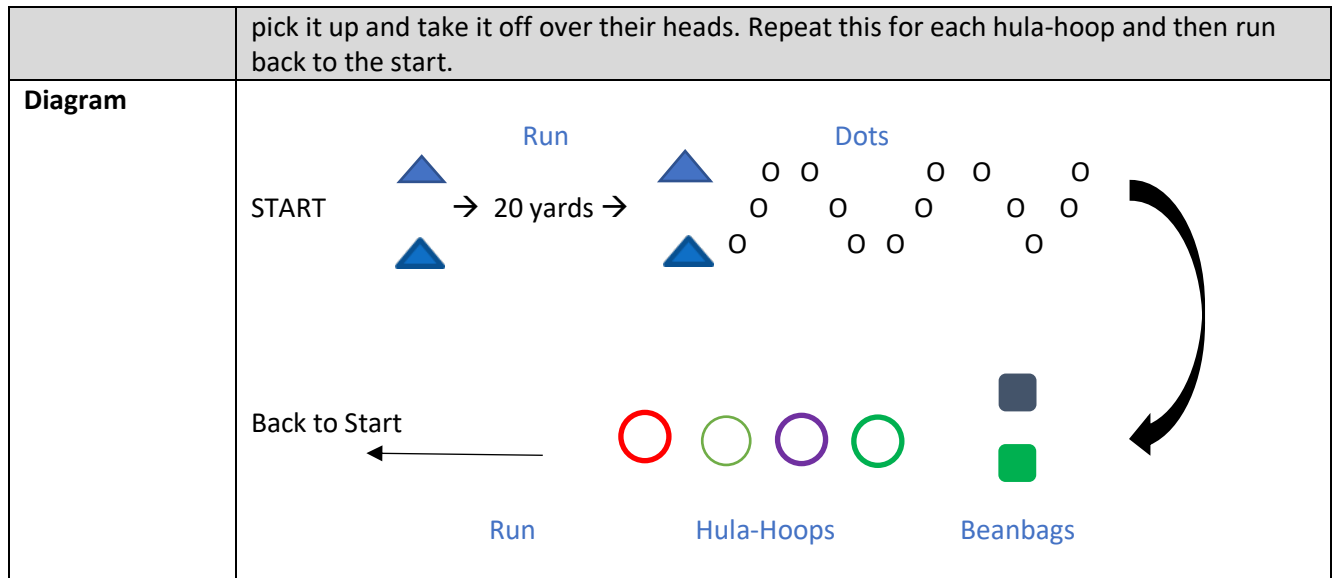 pick it up and take it off over their heads. Repeat this for each hula-hoop and then run
back to the start.
Diagram
Run Dots
O O O O O
START → 20 yards → O O O O O
O O O O
Back to Start
Run Hula-Hoops Beanbags